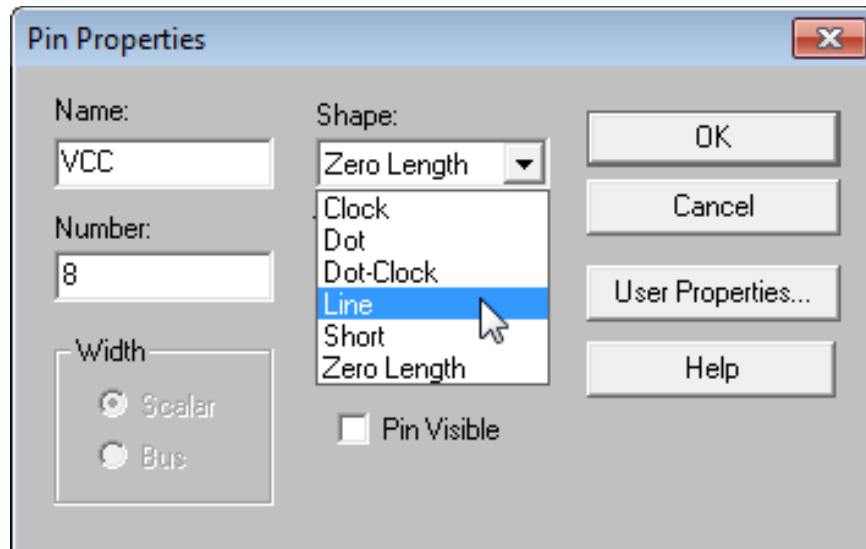 Pin Properties
Name:
VCC
Shape:
Zero Length
Clock
Dot
Dot-Clock
Line
Short
Zero Length
Number:
8
Width
Scalar
Bus
Pin Visible
OK
Cancel
User Properties...
Help